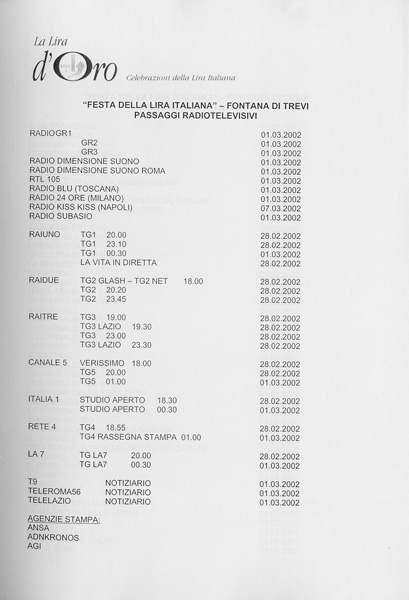 La Lira
d'Oro Celebrazioni della Lira Italiana
"FESTA DELLA LIRA ITALIANA" – FONTANA DI TREVI
PASSAGGI RADIOTELEVISIVI
RADIOGR1 01.03.2002
GR2 01.03.2002
GR3 01.03.2002
RADIO DIMENSIONE SUONO 01.03.2002
RADIO DIMENSIONE SUONO ROMA 01.03.2002
RTL 105 01.03.2002
RADIO BLU (TOSCANA) 01.03.2002
RADIO 24 ORE (MILANO) 01.03.2002
RADIO KISS KISS (NAPOLI) 07.03.2002
RADIO SUBASIO 01.03.2002
RAIUNO TG1 20.00 28.02.2002
TG1 23.10 28.02.2002
TG1 00.30 01.03.2002
LA VITA IN DIRETTA 28.02.2002
RAIDUE TG2 GLASH – TG2 NET 18.00 28.02.2002
TG2 20.20 28.02.2002
TG2 23.45 28.02.2002
RAITRE TG3 19.00 28.02.2002
TG3 LAZIO 19.30 28.02.2002
TG3 23.00 28.02.2002
TG3 LAZIO 23.30 28.02.2002
CANALE 5 VERISSIMO 18.00 28.02.2002
TG5 20.00 28.02.2002
TG5 01.00 01.03.2002
ITALIA 1 STUDIO APERTO 18.30 28.02.2002
STUDIO APERTO 00.30 01.03.2002
RETE 4 TG4 18.55 28.02.2002
TG4 RASSEGNA STAMPA 01.00 01.03.2002
LA 7 TG LA7 20.00 28.02.2002
TG LA7 00.30 01.03.2002
T9 NOTIZIARIO 01.03.2002
TELEROMA56 NOTIZIARIO 01.03.2002
TELELAZIO NOTIZIARIO 01.03.2002
AGENZIE STAMPA:
ANSA
ADNKRONOS
AGI